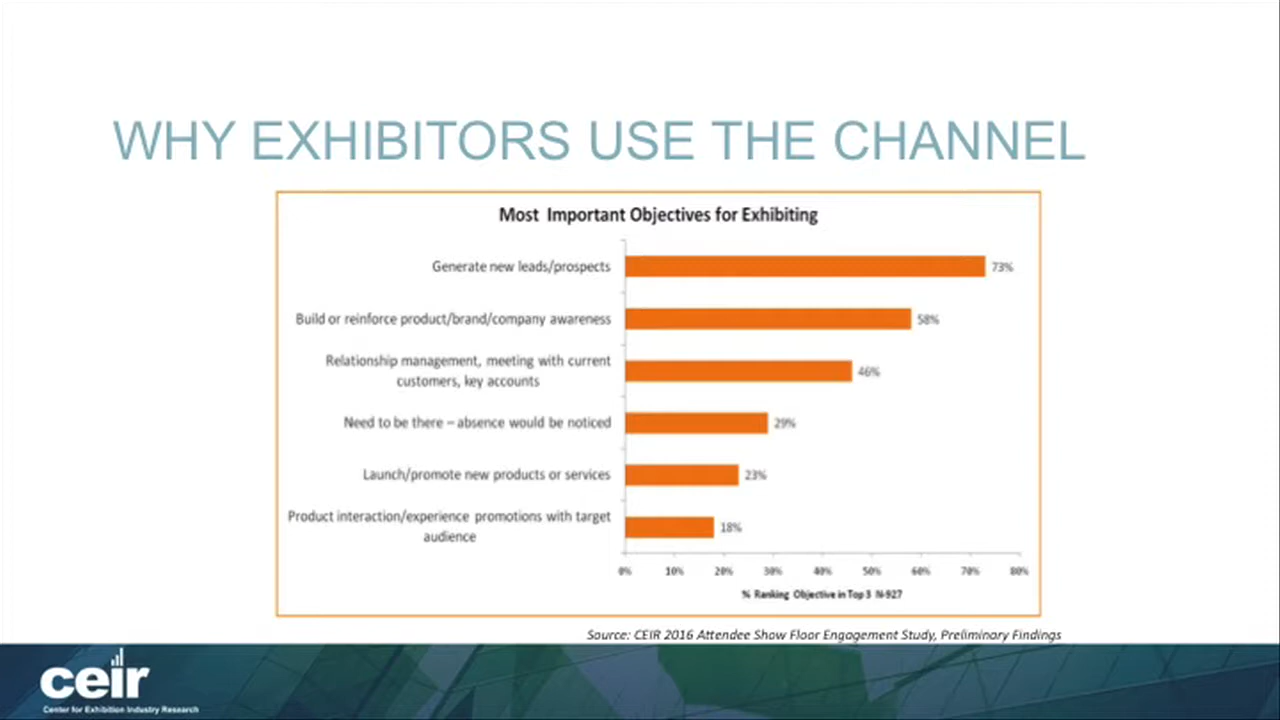 WHY EXHIBITORS USE THE CHANNEL
Most Important Objectives for Exhibiting
Generate new leads/prospects
73%
Build or reinforce product/brand/company awareness
58%
Relationship management, meeting with current
customers, key accounts
46%
Need to be there – absence would be noticed
29%
Launch/promote new products or services
23%
Product interaction/experience promotions with target
audience
18%
0% 10% 20% 30% 40% 50% 60% 70% 80%
% Ranking Objective in Top 3 N-927
Source: CEIR 2016 Attendee Show Floor Engagement Study, Preliminary Findings
ceir
Center for Exhibition Industry Research